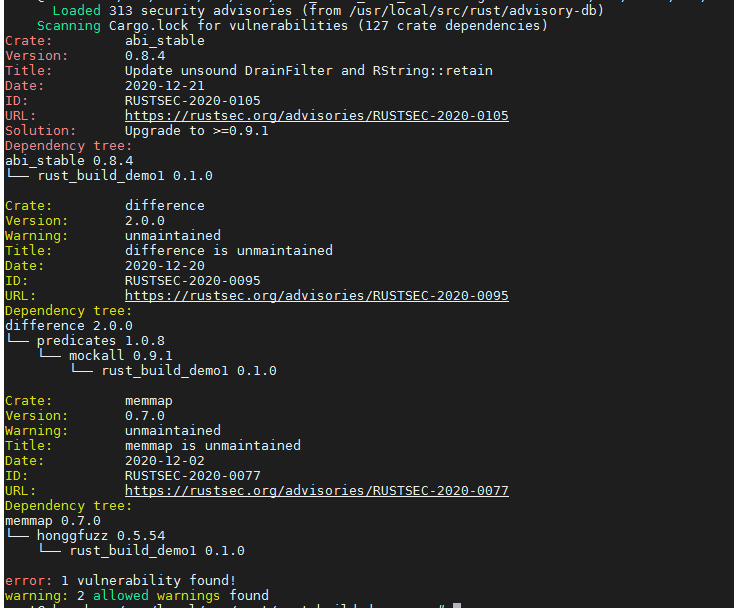 Loaded 313 security advisories (from /usr/local/src/rust/advisory-db)
Scanning Cargo.lock for vulnerabilities (127 crate dependencies)
Crate: abi_stable
Version: 0.8.4
Title: Update unsound DrainFilter and RString::retain
Date: 2020-12-21
ID: RUSTSEC-2020-0105
URL: https://rustsec.org/advisories/RUSTSEC-2020-0105
Solution: Upgrade to >=0.9.1
Dependency tree:
abi_stable 0.8.4
└── rust_build_demo1 0.1.0
Crate: difference
Version: 2.0.0
Warning: unmaintained
Title: difference is unmaintained
Date: 2020-12-20
ID: RUSTSEC-2020-0095
URL: https://rustsec.org/advisories/RUSTSEC-2020-0095
Dependency tree:
difference 2.0.0
└── predicates 1.0.8
└── mockall 0.9.1
└── rust_build_demo1 0.1.0
Crate: memmap
Version: 0.7.0
Warning: unmaintained
Title: memmap is unmaintained
Date: 2020-12-02
ID: RUSTSEC-2020-0077
URL: https://rustsec.org/advisories/RUSTSEC-2020-0077
Dependency tree:
memmap 0.7.0
└── honggfuzz 0.5.54
└── rust_build_demo1 0.1.0
error: 1 vulnerability found!
warning: 2 allowed warnings found